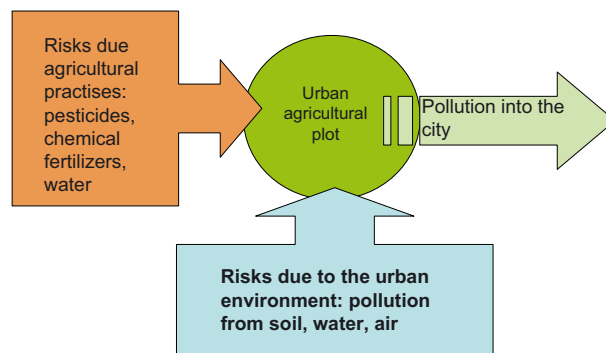 Risks due
agricultural
practises:
pesticides,
chemical
fertilizers,
water
Urban
agricultural
plot
Pollution into the
city
Risks due to the urban
environment: pollution
from soil, water, air